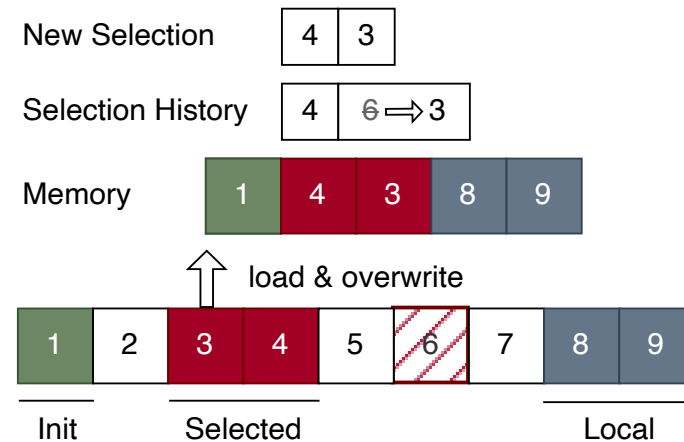 New Selection 4 3
Selection History 4 6 3
Memory 1 4 3 8 9
load & overwrite
1 2 3 4 5 6 7 8 9
Init Selected Local